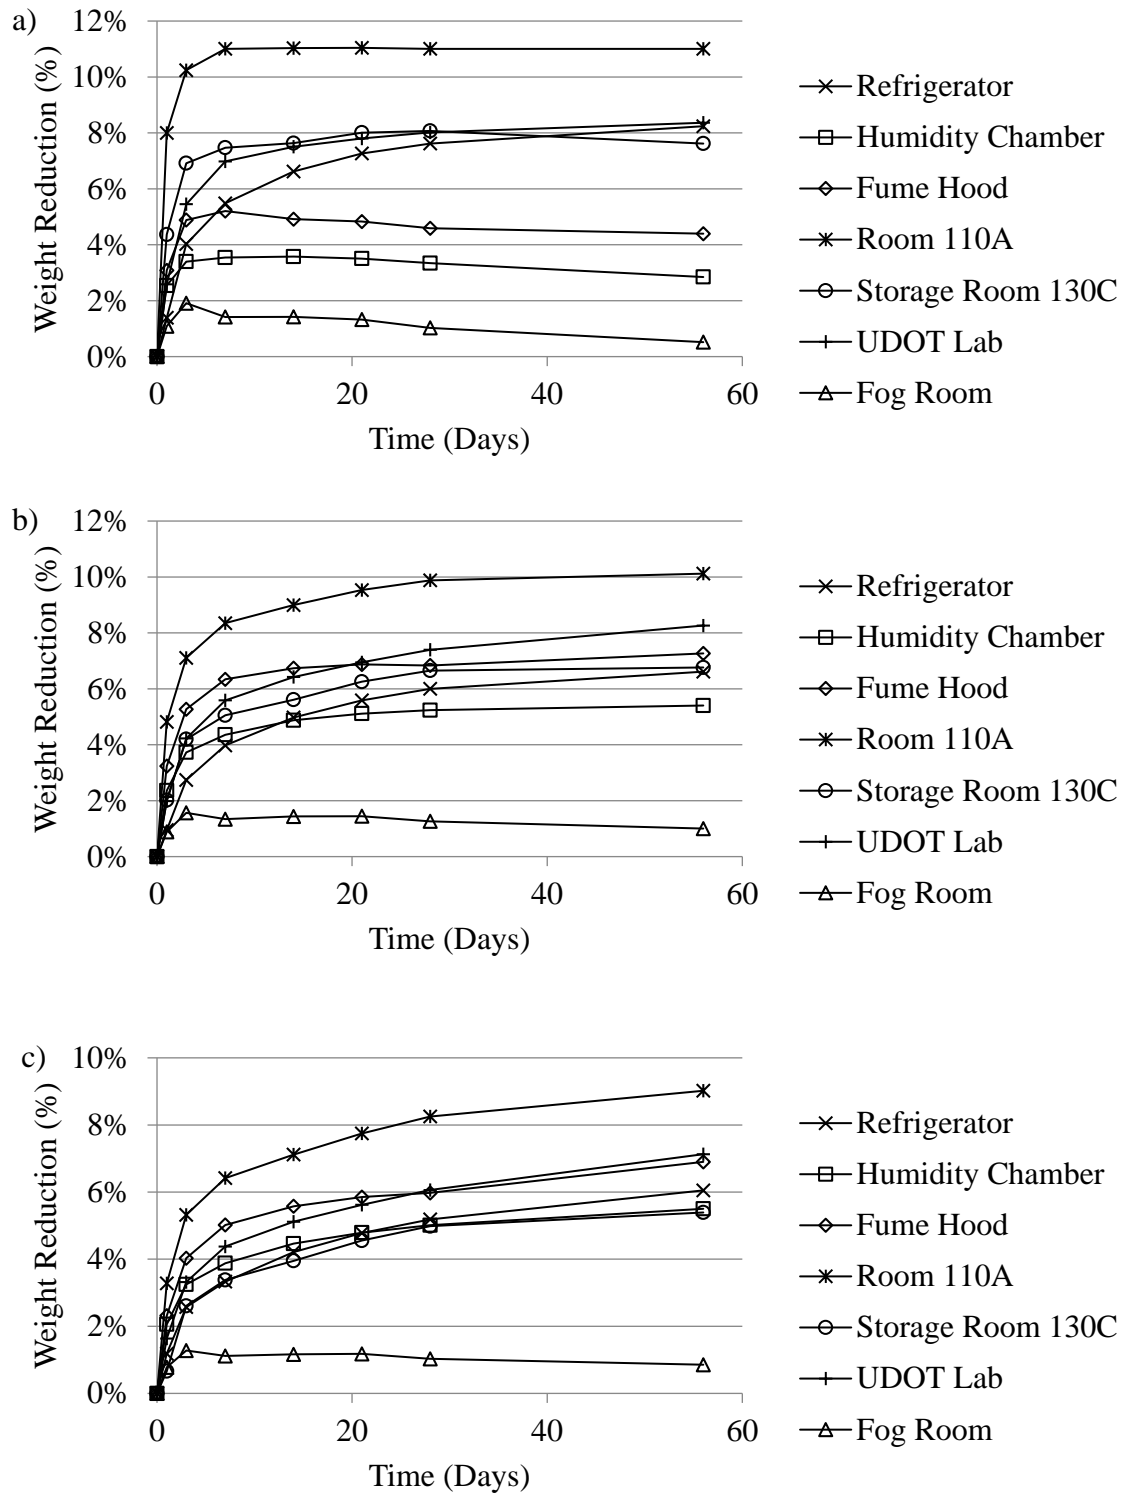 a)
Weight Reduction (%)
12%
10%
8%
6%
4%
2%
0%
0 20 40 60
Time (Days)
Refrigerator
Humidity Chamber
Fume Hood
Room 110A
Storage Room 130C
UDOT Lab
Fog Room
b)
Weight Reduction (%)
12%
10%
8%
6%
4%
2%
0%
0 20 40 60
Time (Days)
Refrigerator
Humidity Chamber
Fume Hood
Room 110A
Storage Room 130C
UDOT Lab
Fog Room
c)
Weight Reduction (%)
10%
8%
6%
4%
2%
0%
0 20 40 60
Time (Days)
Refrigerator
Humidity Chamber
Fume Hood
Room 110A
Storage Room 130C
UDOT Lab
Fog Room